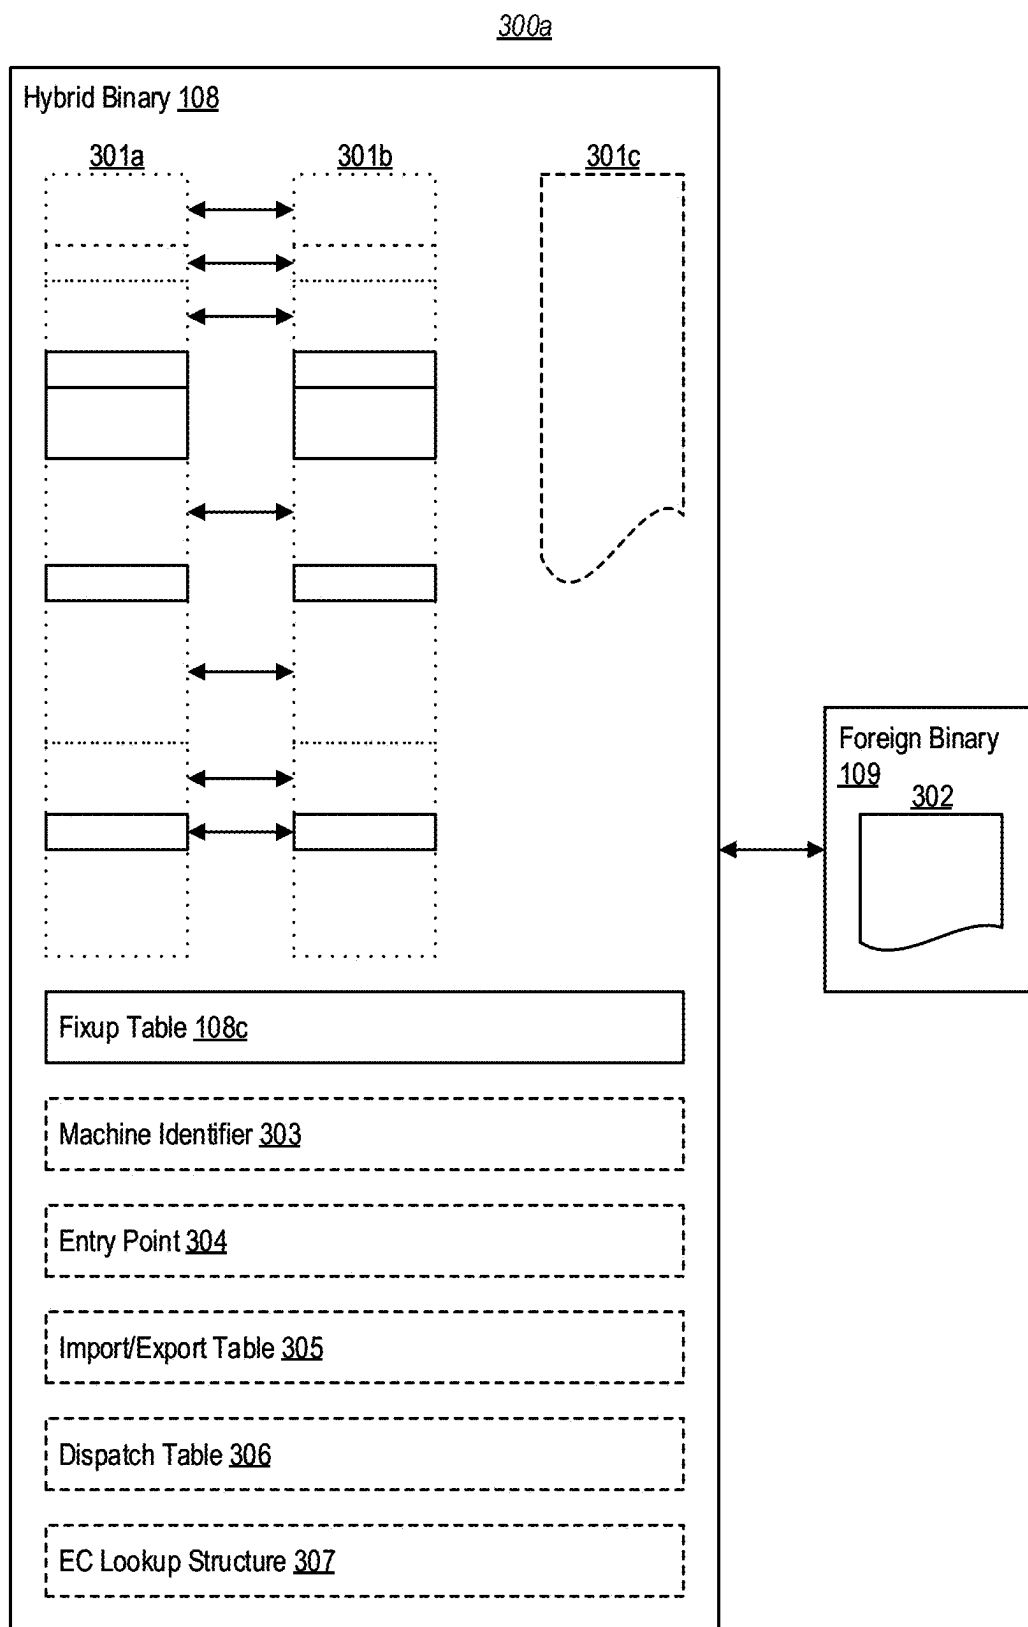 300a
Hybrid Binary 108
301a 301b 301c
Foreign Binary
109
302
Fixup Table 108c
Machine Identifier 303
Entry Point 304
Import/Export Table 305
Dispatch Table 306
EC Lookup Structure 307